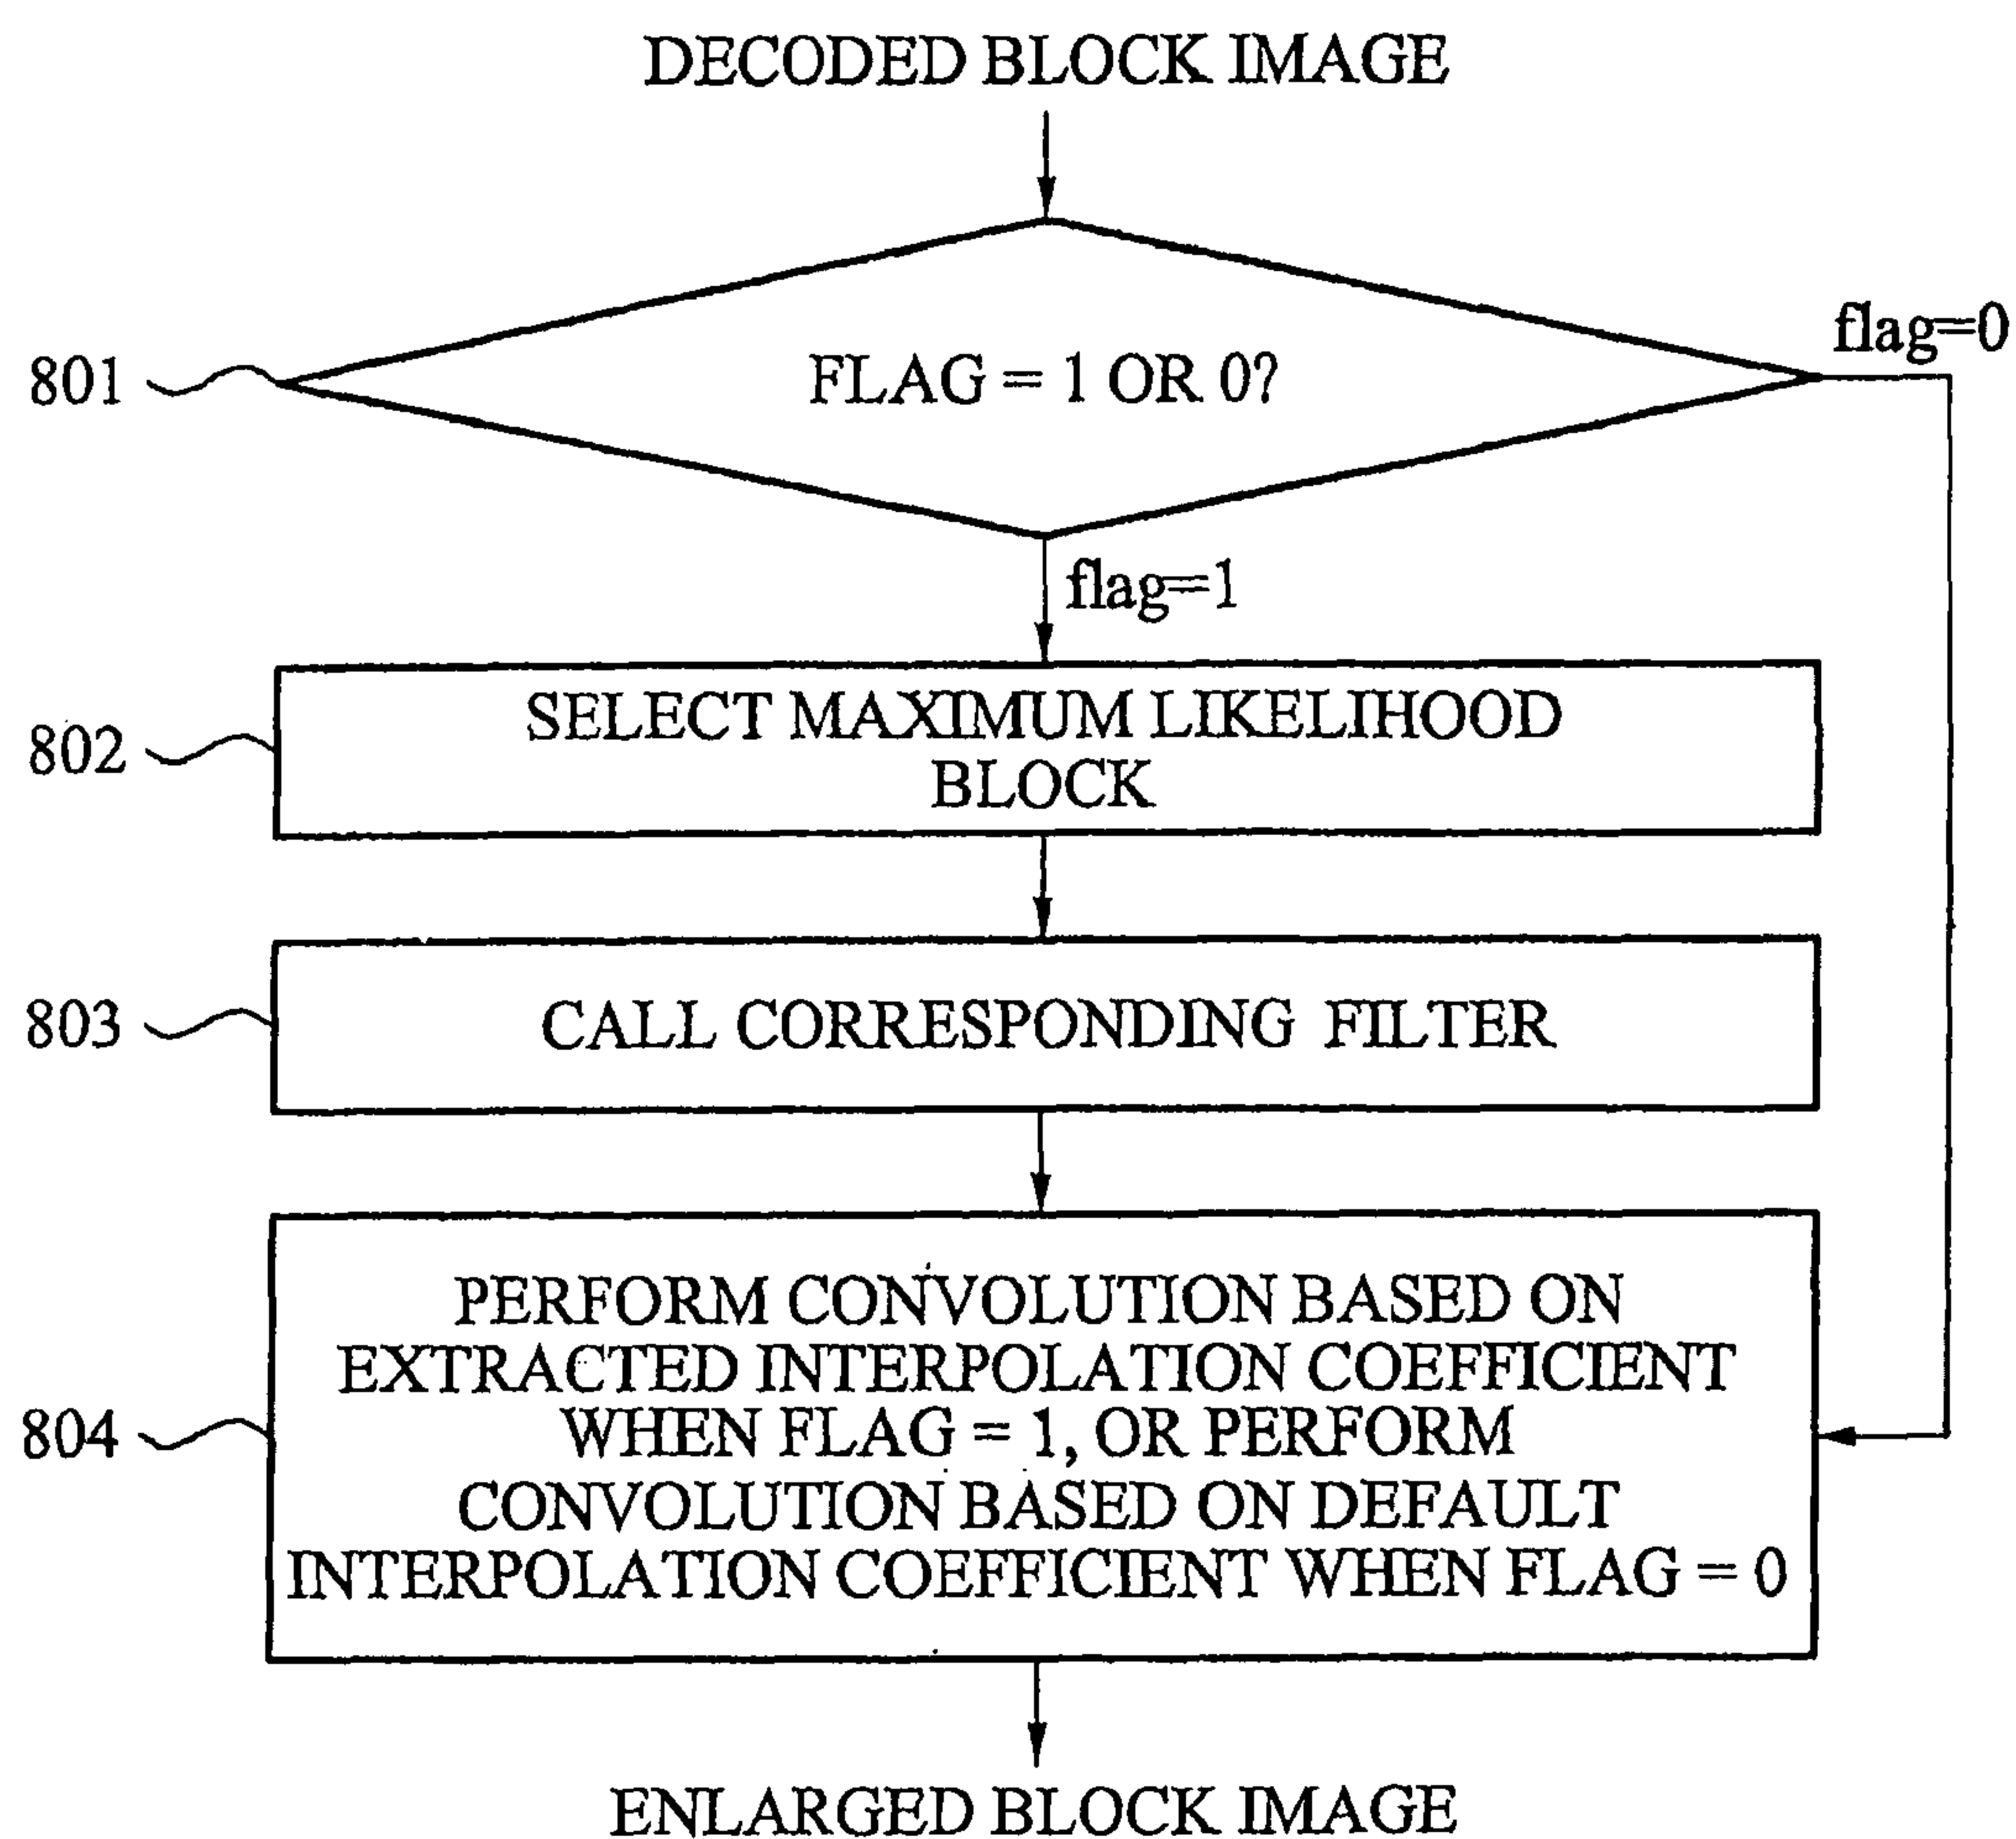 DECODED BLOCK IMAGE
flag=0
801
FLAG = 1 OR 0?
flag=1
802
SELECT MAXIMUM LIKELIHOOD
BLOCK
803
CALL CORRESPONDING FILTER
804
PERFORM CONVOLUTION BASED ON
EXTRACTED INTERPOLATION COEFFICIENT
WHEN FLAG = 1, OR PERFORM
CONVOLUTION BASED ON DEFAULT
INTERPOLATION COEFFICIENT WHEN FLAG = 0
ENLARGED BLOCK IMAGE